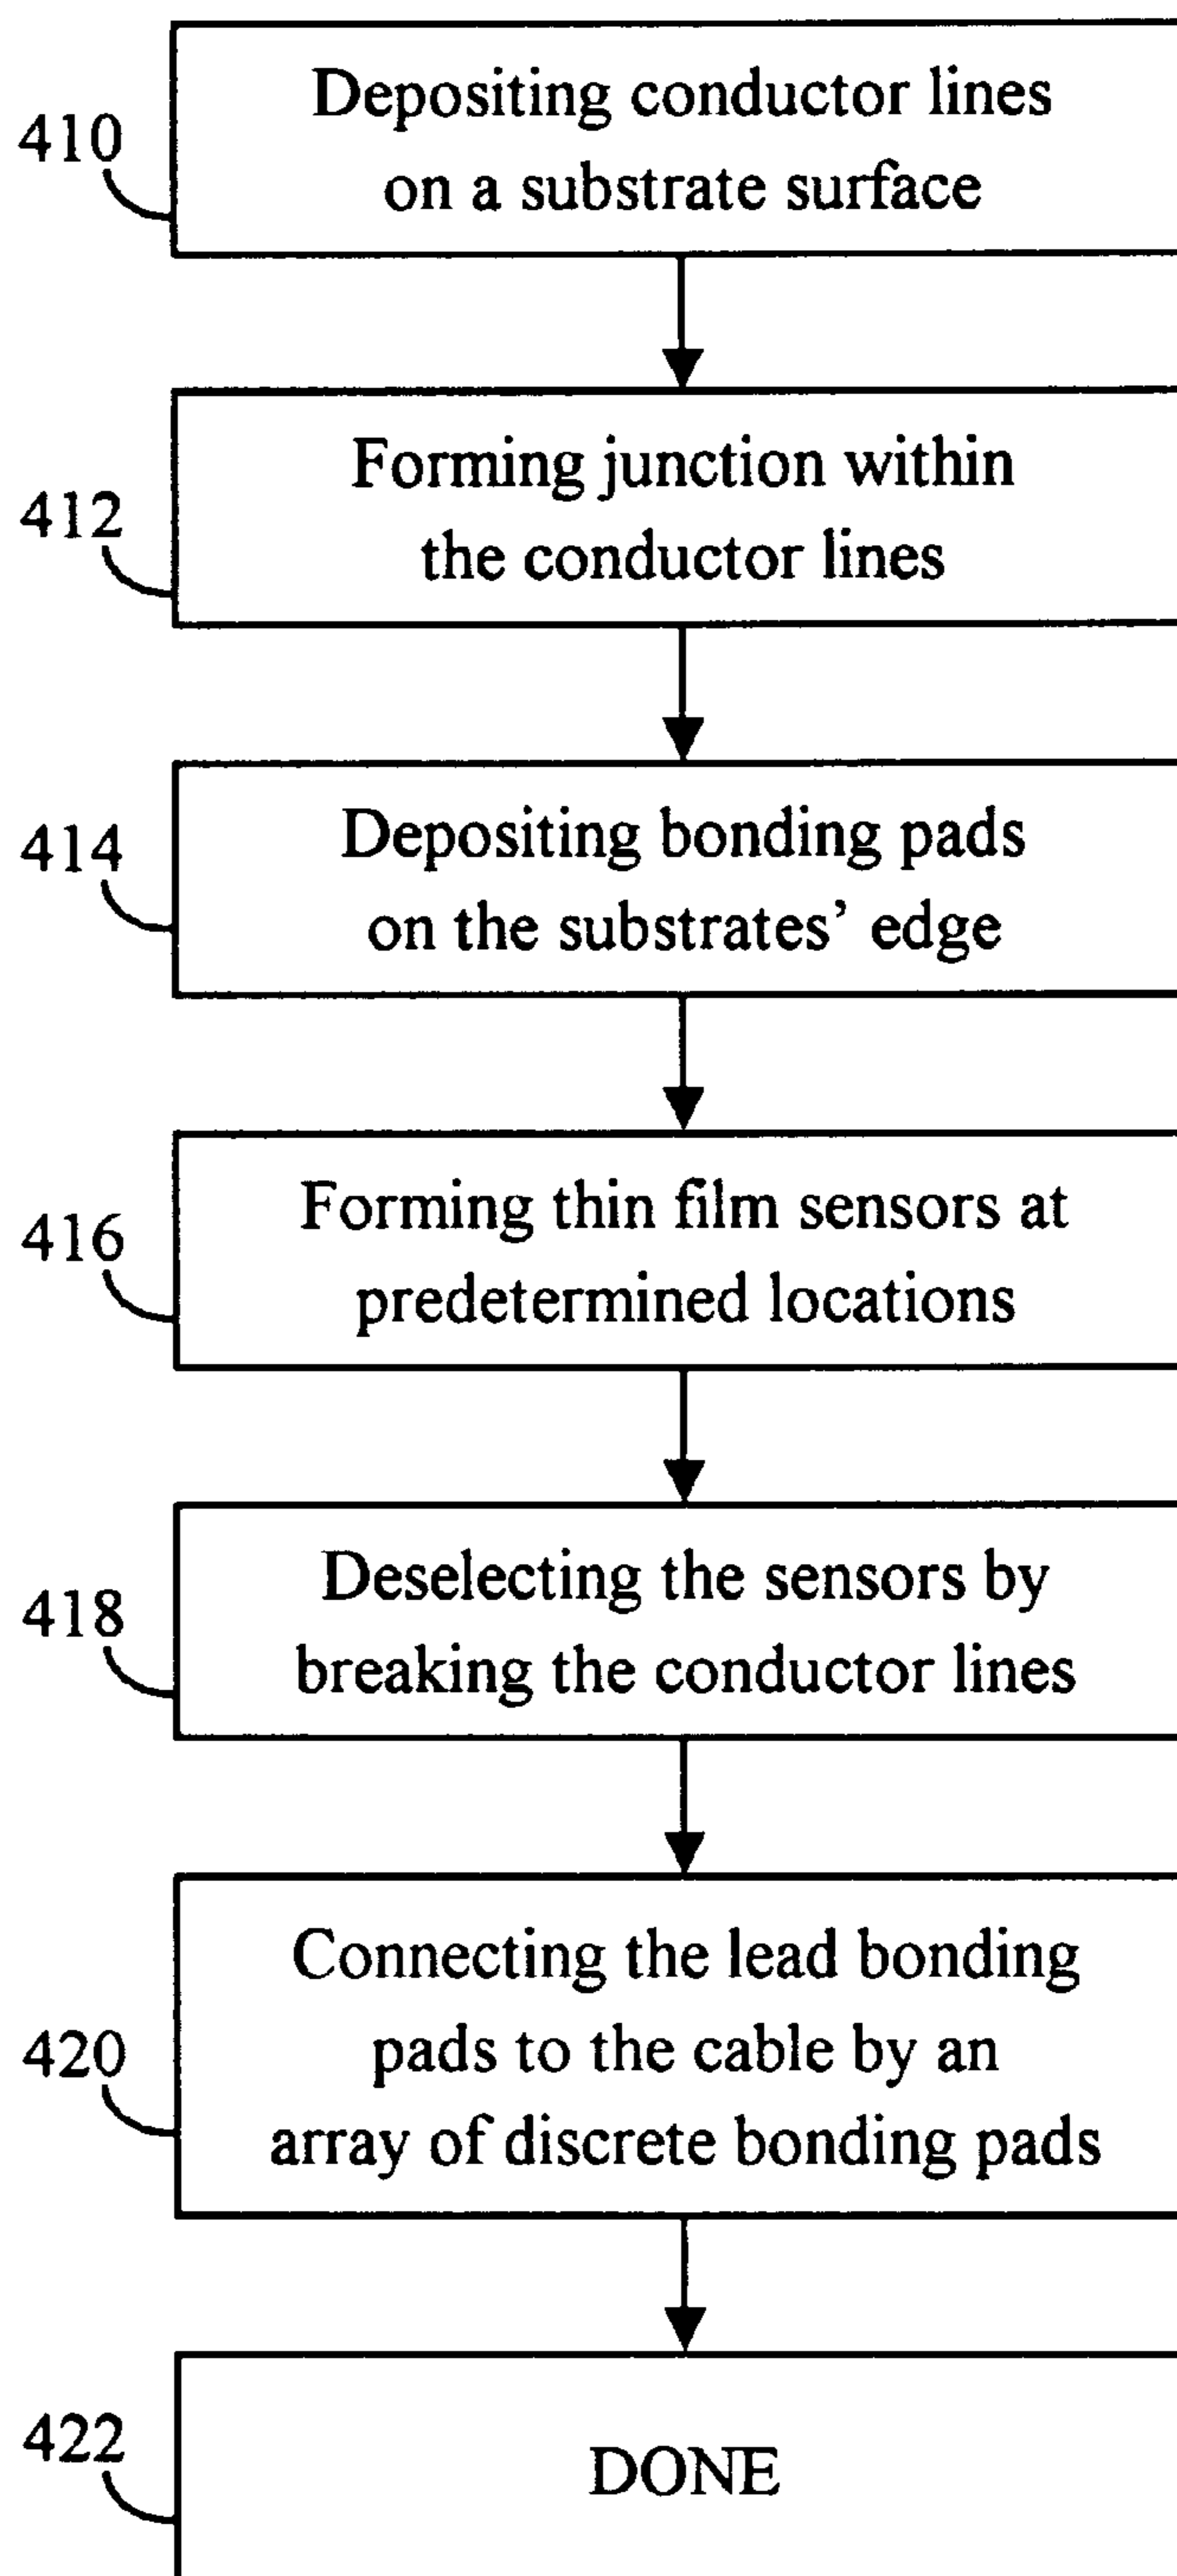 410
Depositing conductor lines
on a substrate surface
412
Forming junction within
the conductor lines
414
Depositing bonding pads
on the substrates’ edge
416
Forming thin film sensors at
predetermined locations
418
Deselecting the sensors by
breaking the conductor lines
420
Connecting the lead bonding
pads to the cable by an
array of discrete bonding pads
422
DONE